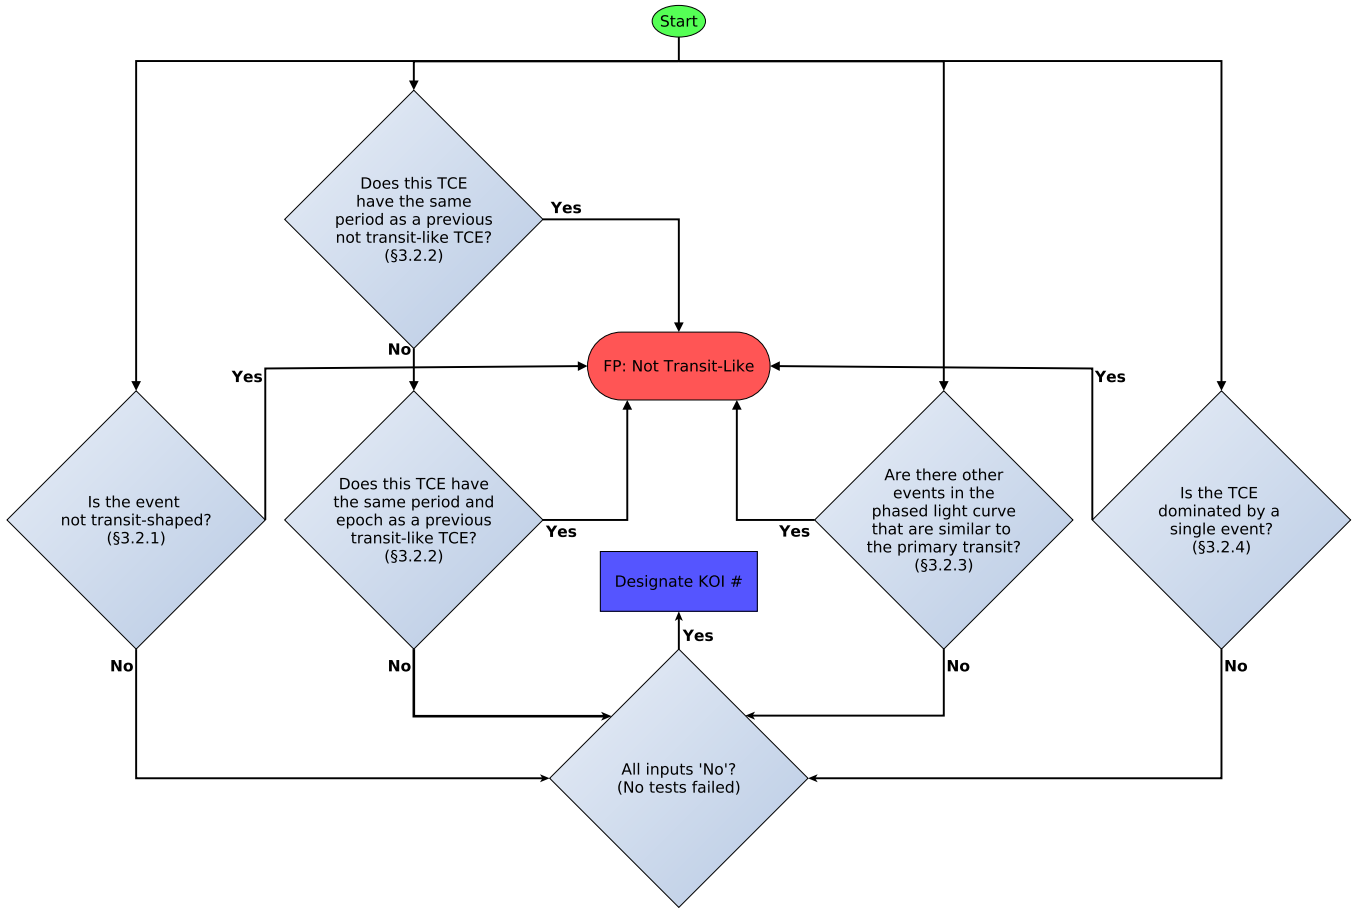 Start
Does this TCE
have the same
period as a previous
not transit-like TCE?
(§3.2.2)
Yes
No
FP: Not Transit-Like
Yes
Yes
Is the event
not transit-shaped?
(§3.2.1)
Does this TCE have
the same period and
epoch as a previous
transit-like TCE?
(§3.2.2)
Are there other
events in the
phased light curve
that are similar to
the primary transit?
(§3.2.3)
Is the TCE
dominated by a
single event?
(§3.2.4)
Yes
Yes
Designate KOI #
Yes
No
No
No
No
All inputs 'No'?
(No tests failed)